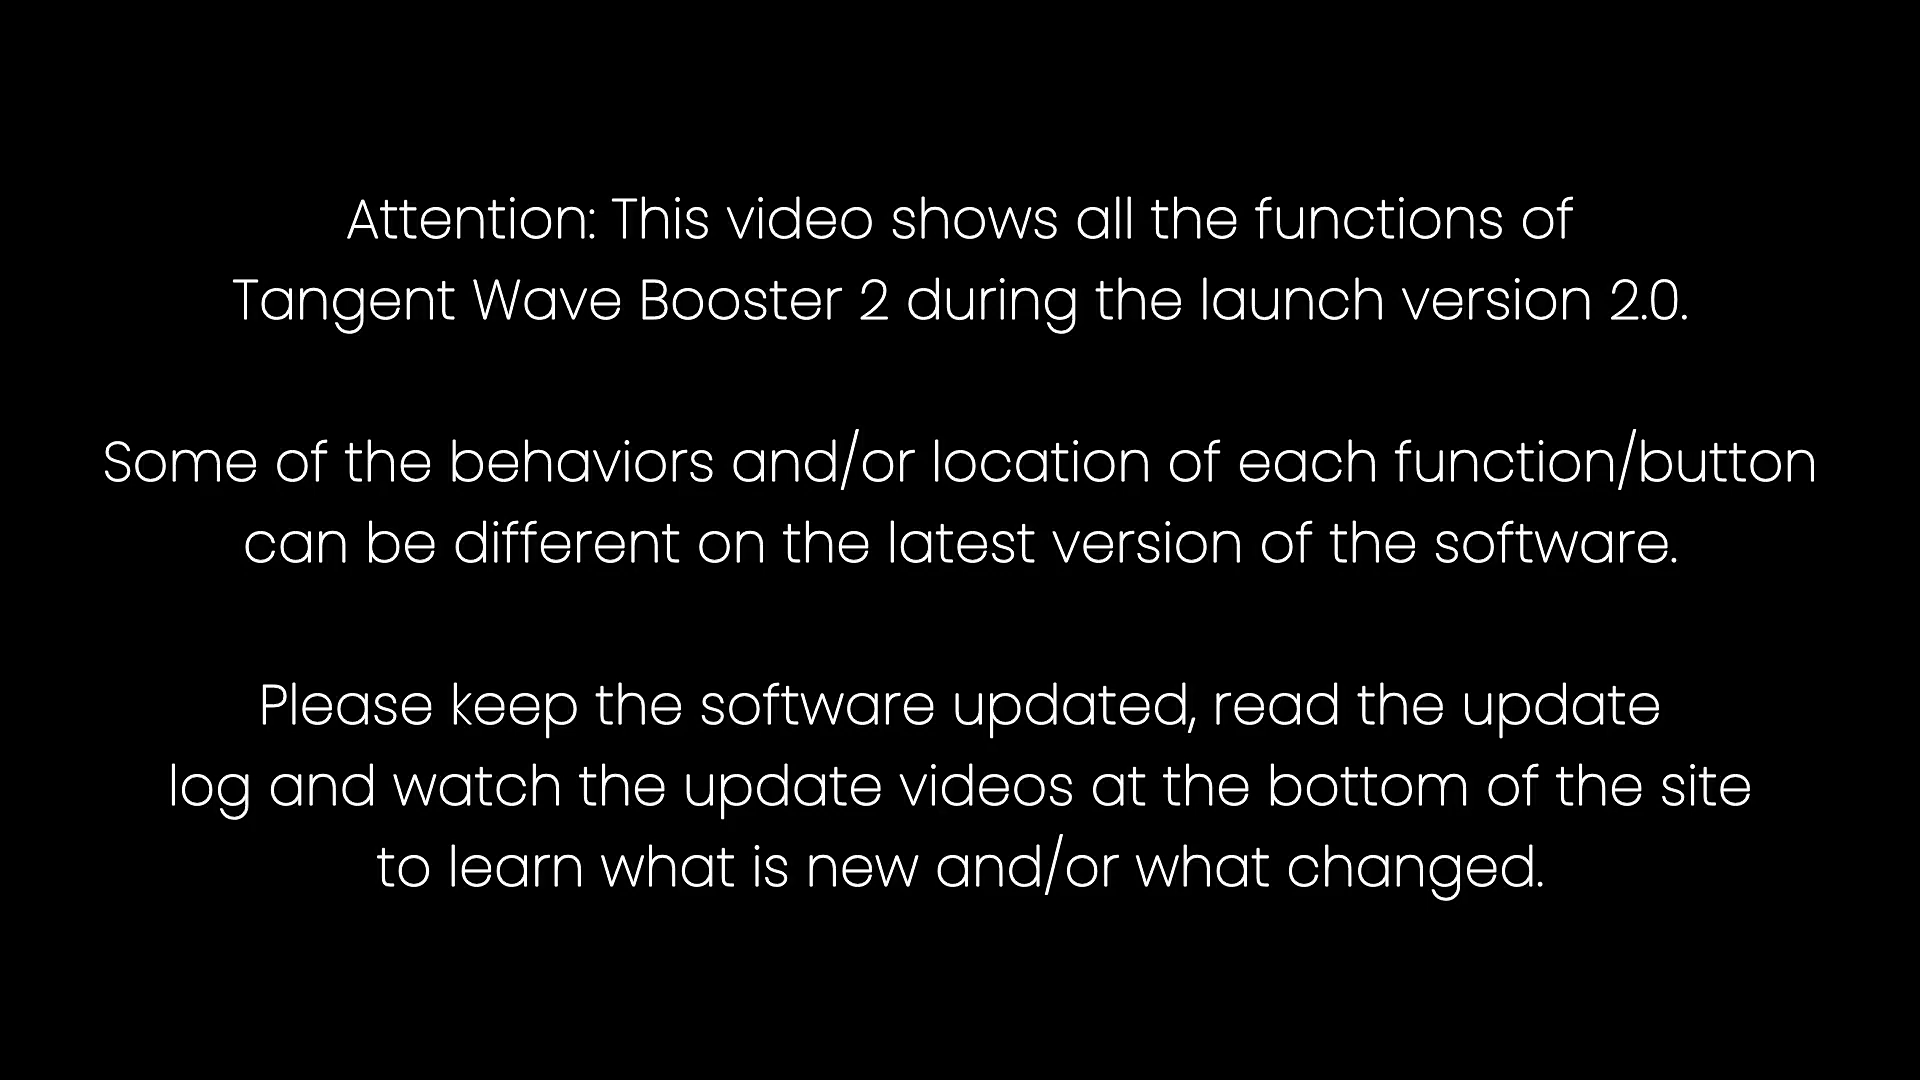 Attention: This video shows all the functions of
Tangent Wave Booster 2 during the launch version 2.0.
Some of the behaviors and/or location of each function/button
can be different on the latest version of the software.
Please keep the software updated, read the update
log and watch the update videos at the bottom of the site
to learn what is new and/or what changed.